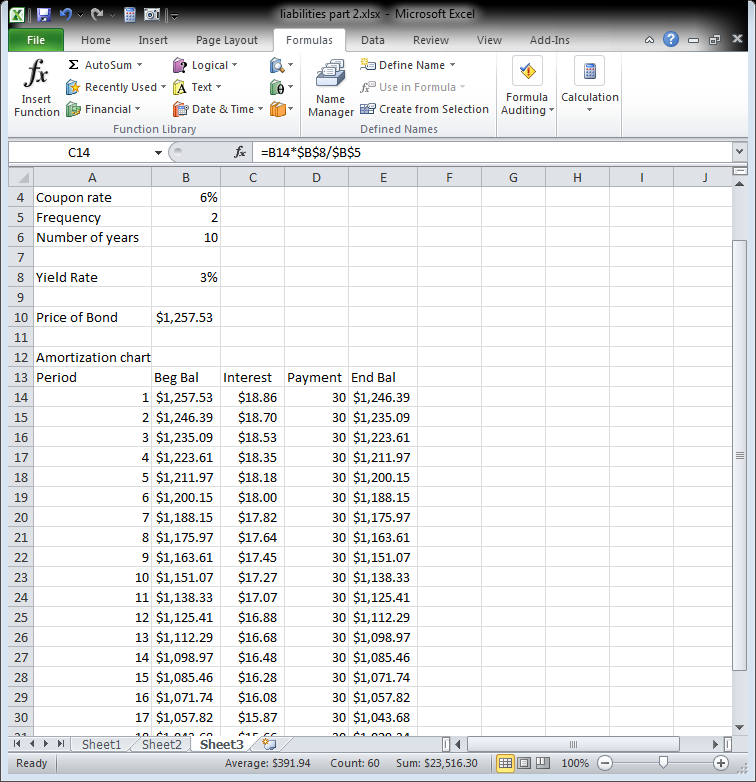 liabilities part 2.xlsx - Microsoft Excel
File Home Insert Page Layout Formulas Data Review View Add-Ins
fx Insert Function
Σ AutoSum
Recently Used
Financial
Logical
A Text
Date & Time
θ
Name Manager
Define Name
fx Use in Formula
Create from Selection
Formula Auditing
Calculation
Function Library Defined Names
C14 fx =B14*$B$8/$B$5
A B C D E F G H I J
4 Coupon rate 6%
5 Frequency 2
6 Number of years 10
7
8 Yield Rate 3%
9
10 Price of Bond $1,257.53
11
12 Amortization chart
13 Period Beg Bal Interest Payment End Bal
14 1 $1,257.53 $18.86 30 $1,246.39
15 2 $1,246.39 $18.70 30 $1,235.09
16 3 $1,235.09 $18.53 30 $1,223.61
17 4 $1,223.61 $18.35 30 $1,211.97
18 5 $1,211.97 $18.18 30 $1,200.15
19 6 $1,200.15 $18.00 30 $1,188.15
20 7 $1,188.15 $17.82 30 $1,175.97
21 8 $1,175.97 $17.64 30 $1,163.61
22 9 $1,163.61 $17.45 30 $1,151.07
23 10 $1,151.07 $17.27 30 $1,138.33
24 11 $1,138.33 $17.07 30 $1,125.41
25 12 $1,125.41 $16.88 30 $1,112.29
26 13 $1,112.29 $16.68 30 $1,098.97
27 14 $1,098.97 $16.48 30 $1,085.46
28 15 $1,085.46 $16.28 30 $1,071.74
29 16 $1,071.74 $16.08 30 $1,057.82
30 17 $1,057.82 $15.87 30 $1,043.68
Sheet1 Sheet2 Sheet3
Ready Average: $391.94 Count: 60 Sum: $23,516.30 100%